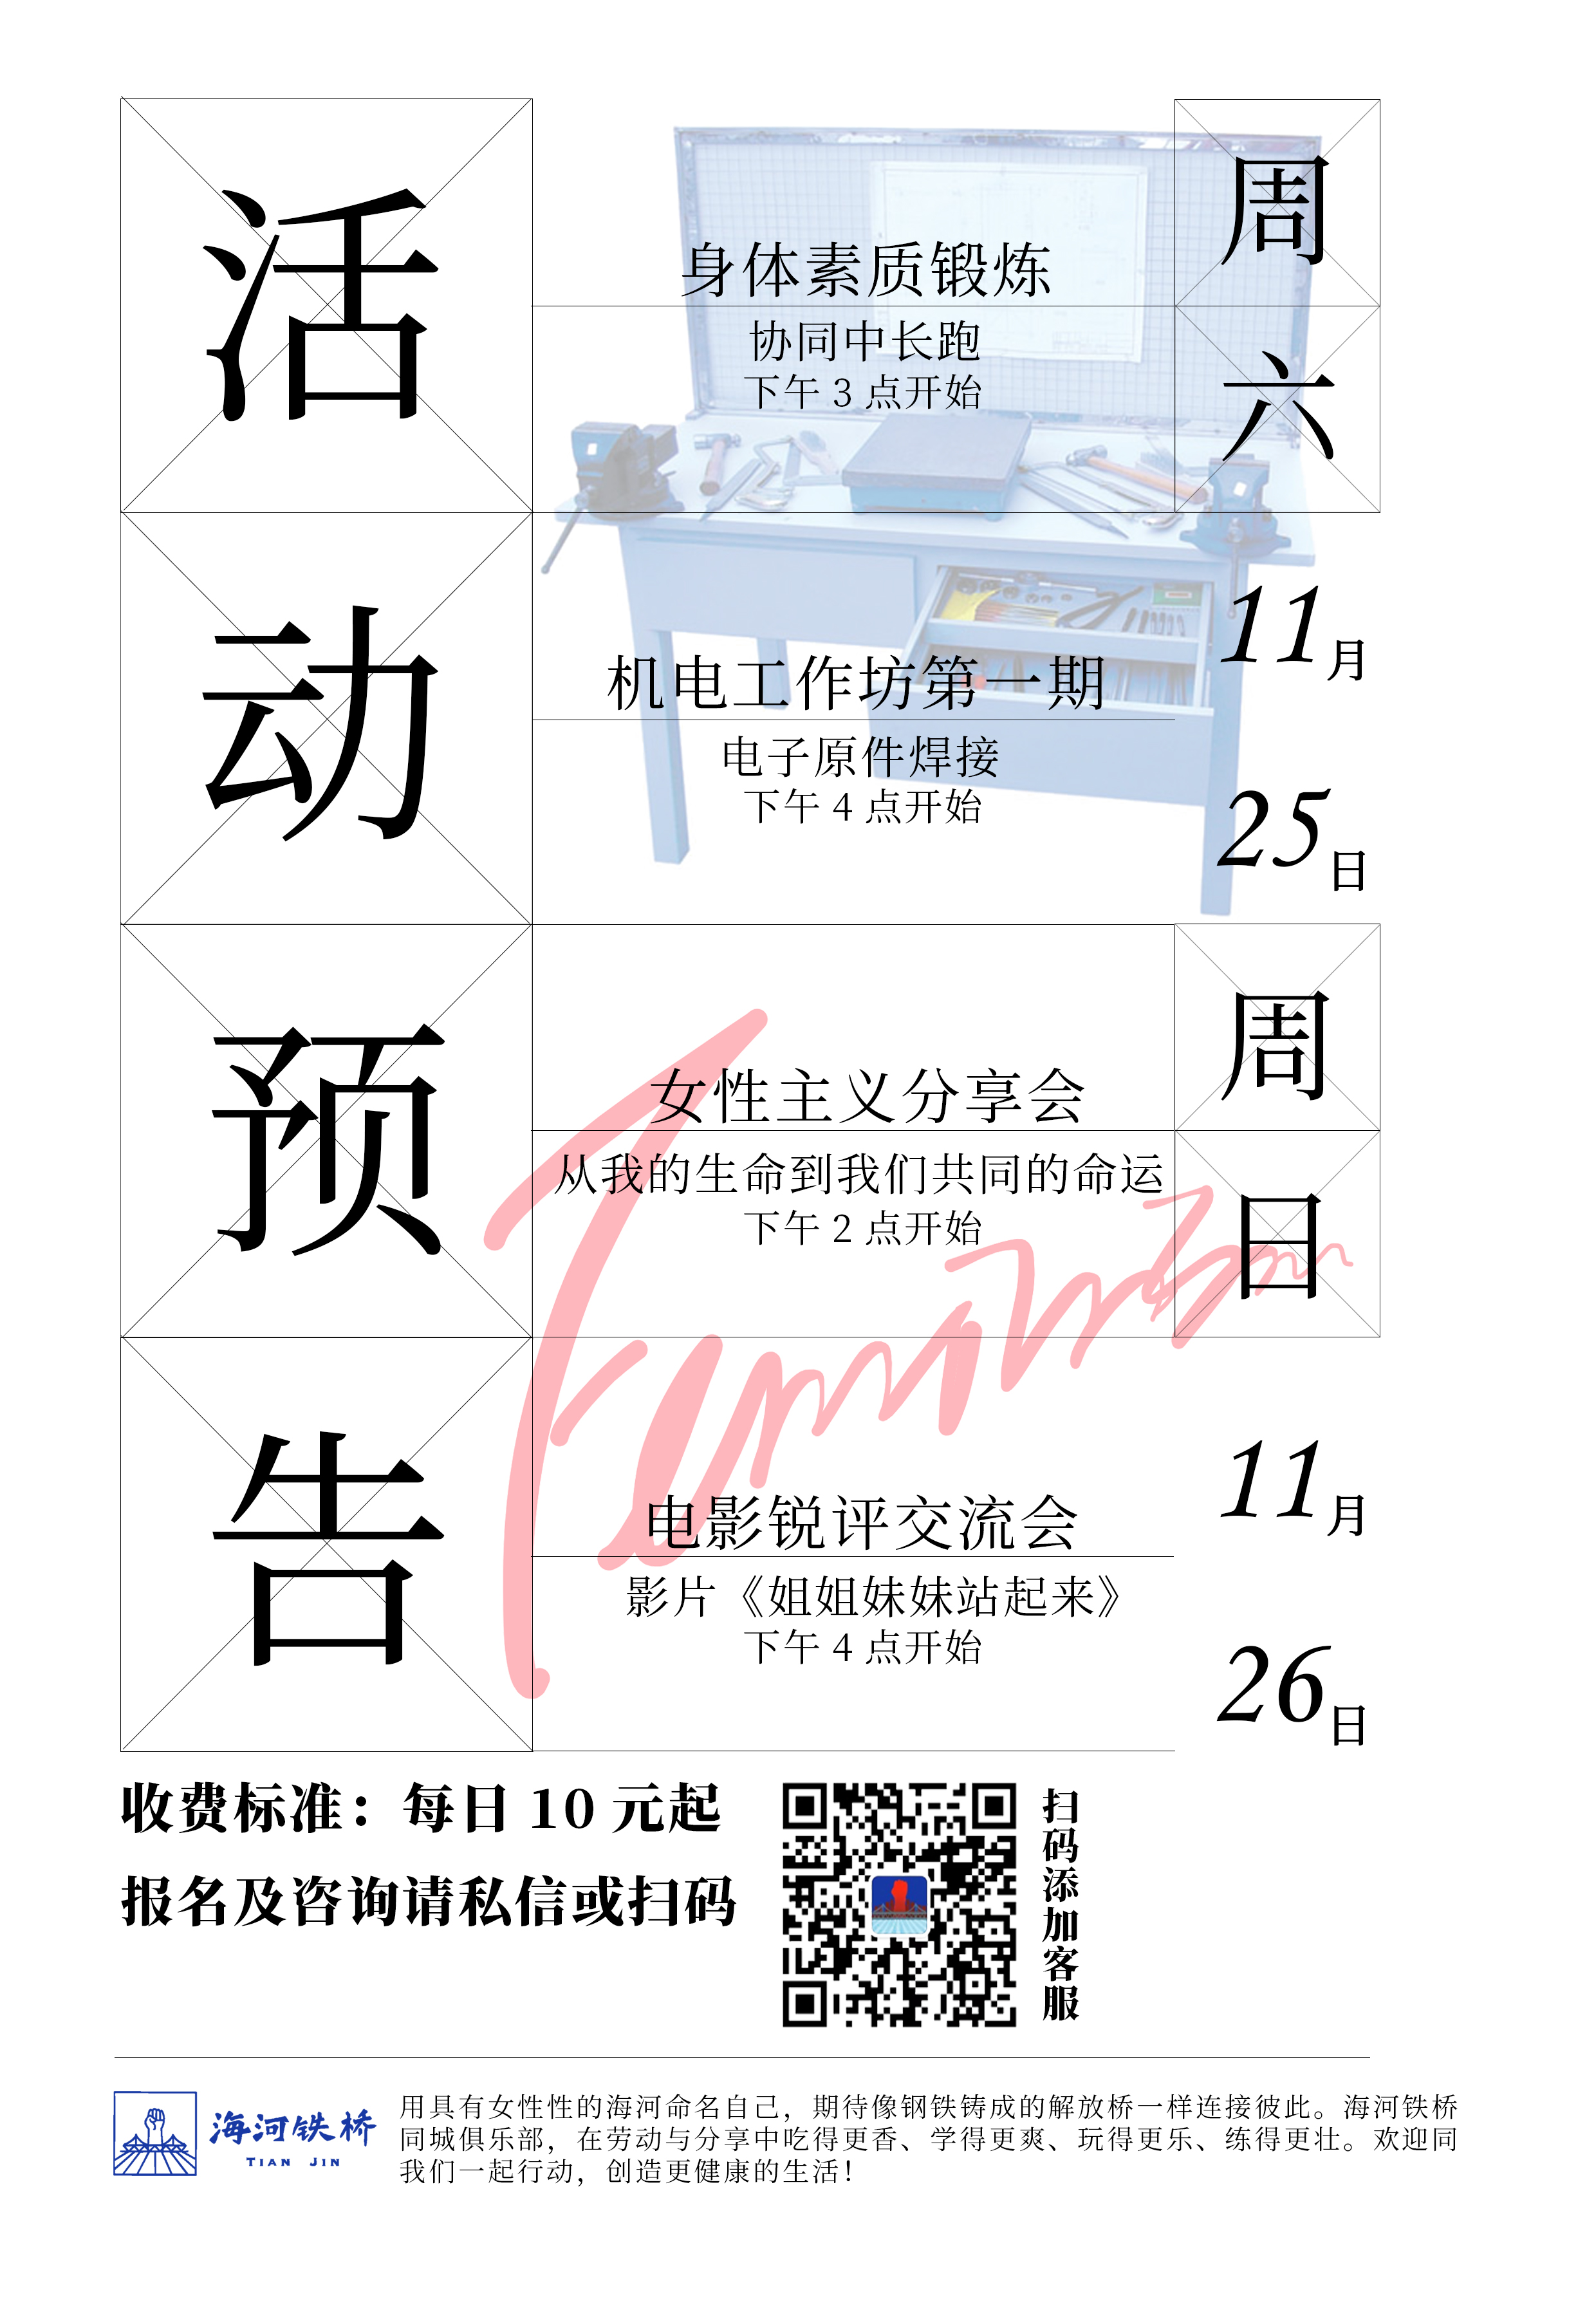 活动预告
周六
11月
25日
身体素质锻炼
协同中长跑
下午 3 点开始
机电工作坊第一期
电子原件焊接
下午 4 点开始
周日
11月
26日
女性主义分享会
从我的生命到我们共同的命运
下午 2 点开始
电影锐评交流会
影片《姐姐妹妹站起来》
下午 4 点开始
收费标准：每日 10 元起
报名及咨询请私信或扫码
扫码添加客服
海河铁桥
TIAN JIN
用具有女性性的海河命名自己，期待像钢铁铸成的解放桥一样连接彼此。海河铁桥
同城俱乐部，在劳动与分享中吃得更香、学得更爽、玩得更乐、练得更壮。欢迎同
我们一起行动，创造更健康的生活！